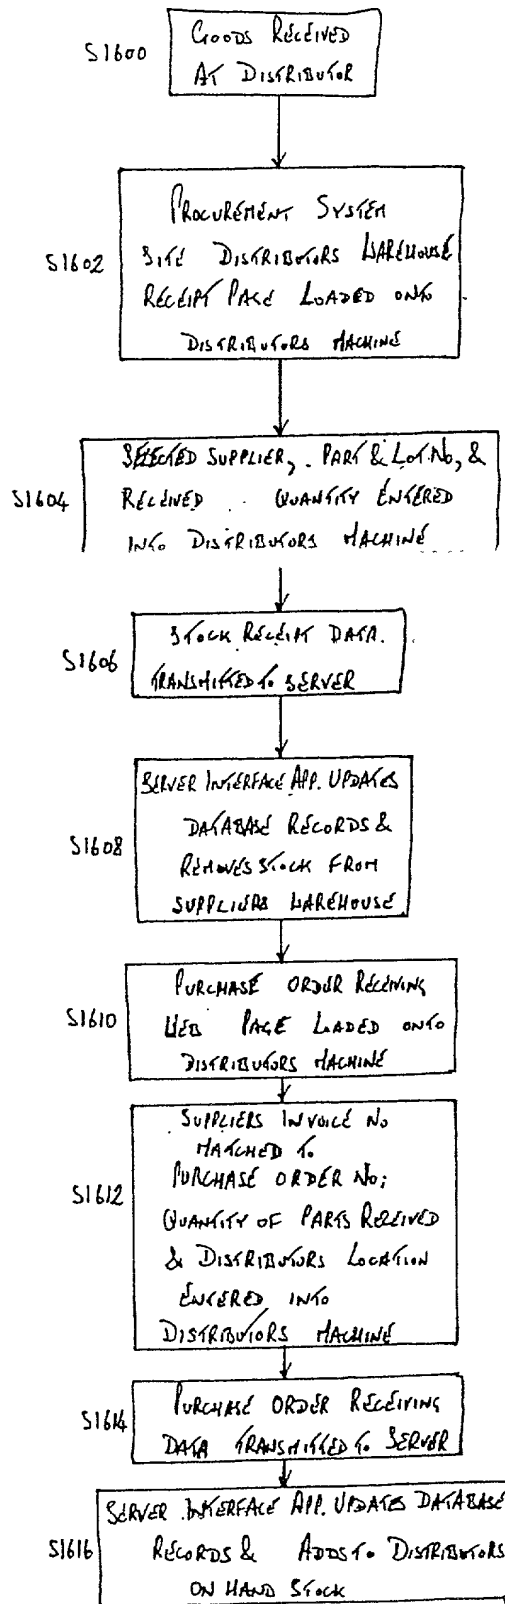 S1600
GOODS RECEIVED
AT DISTRIBUTOR
S1602
PROCUREMENT SYSTEM
SITE DISTRIBUTORS WAREHOUSE
RECEIPT PAGE LOADED ONTO
DISTRIBUTORS MACHINE
S1604
SELECTED SUPPLIER, PART & LOT.NO, &
RECEIVED QUANTITY ENTERED
INTO DISTRIBUTORS MACHINE
S1606
STOCK RECEIPT DATA.
TRANSMITTED TO SERVER
S1608
SERVER INTERFACE APP. UPDATES
DATABASE RECORDS &
REMOVES STOCK FROM
SUPPLIERS WAREHOUSE
S1610
PURCHASE ORDER RECEIVING
WEB PAGE LOADED ONTO
DISTRIBUTORS MACHINE
S1612
SUPPLIERS INVOICE NO
MATCHED TO
PURCHASE ORDER NO;
QUANTITY OF PARTS RECEIVED
& DISTRIBUTORS LOCATION
ENTERED INTO
DISTRIBUTORS MACHINE
S1614
PURCHASE ORDER RECEIVING
DATA TRANSMITTED TO SERVER
S1616
SERVER INTERFACE APP. UPDATES DATABASE
RECORDS & ADDS TO DISTRIBUTORS
ON HAND STOCK